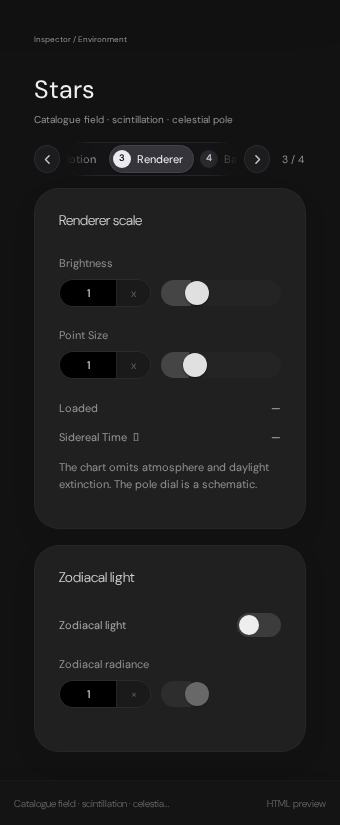 Inspector / Environment
Stars
Catalogue field · scintillation · celestial pole
otion
3 Renderer
4 Ba
3 / 4
Renderer scale
Brightness
1 x
Point Size
1 x
Loaded —
Sidereal Time —
The chart omits atmosphere and daylight
extinction. The pole dial is a schematic.
Zodiacal light
Zodiacal light
Zodiacal radiance
1 ×
Catalogue field · scintillation · celestia...
HTML preview